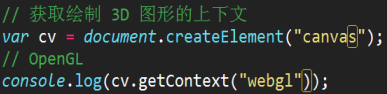 // 获取绘制 3D 图形的上下文
var cv = document.createElement("canvas");
// OpenGL
console.log(cv.getContext("webgl"));